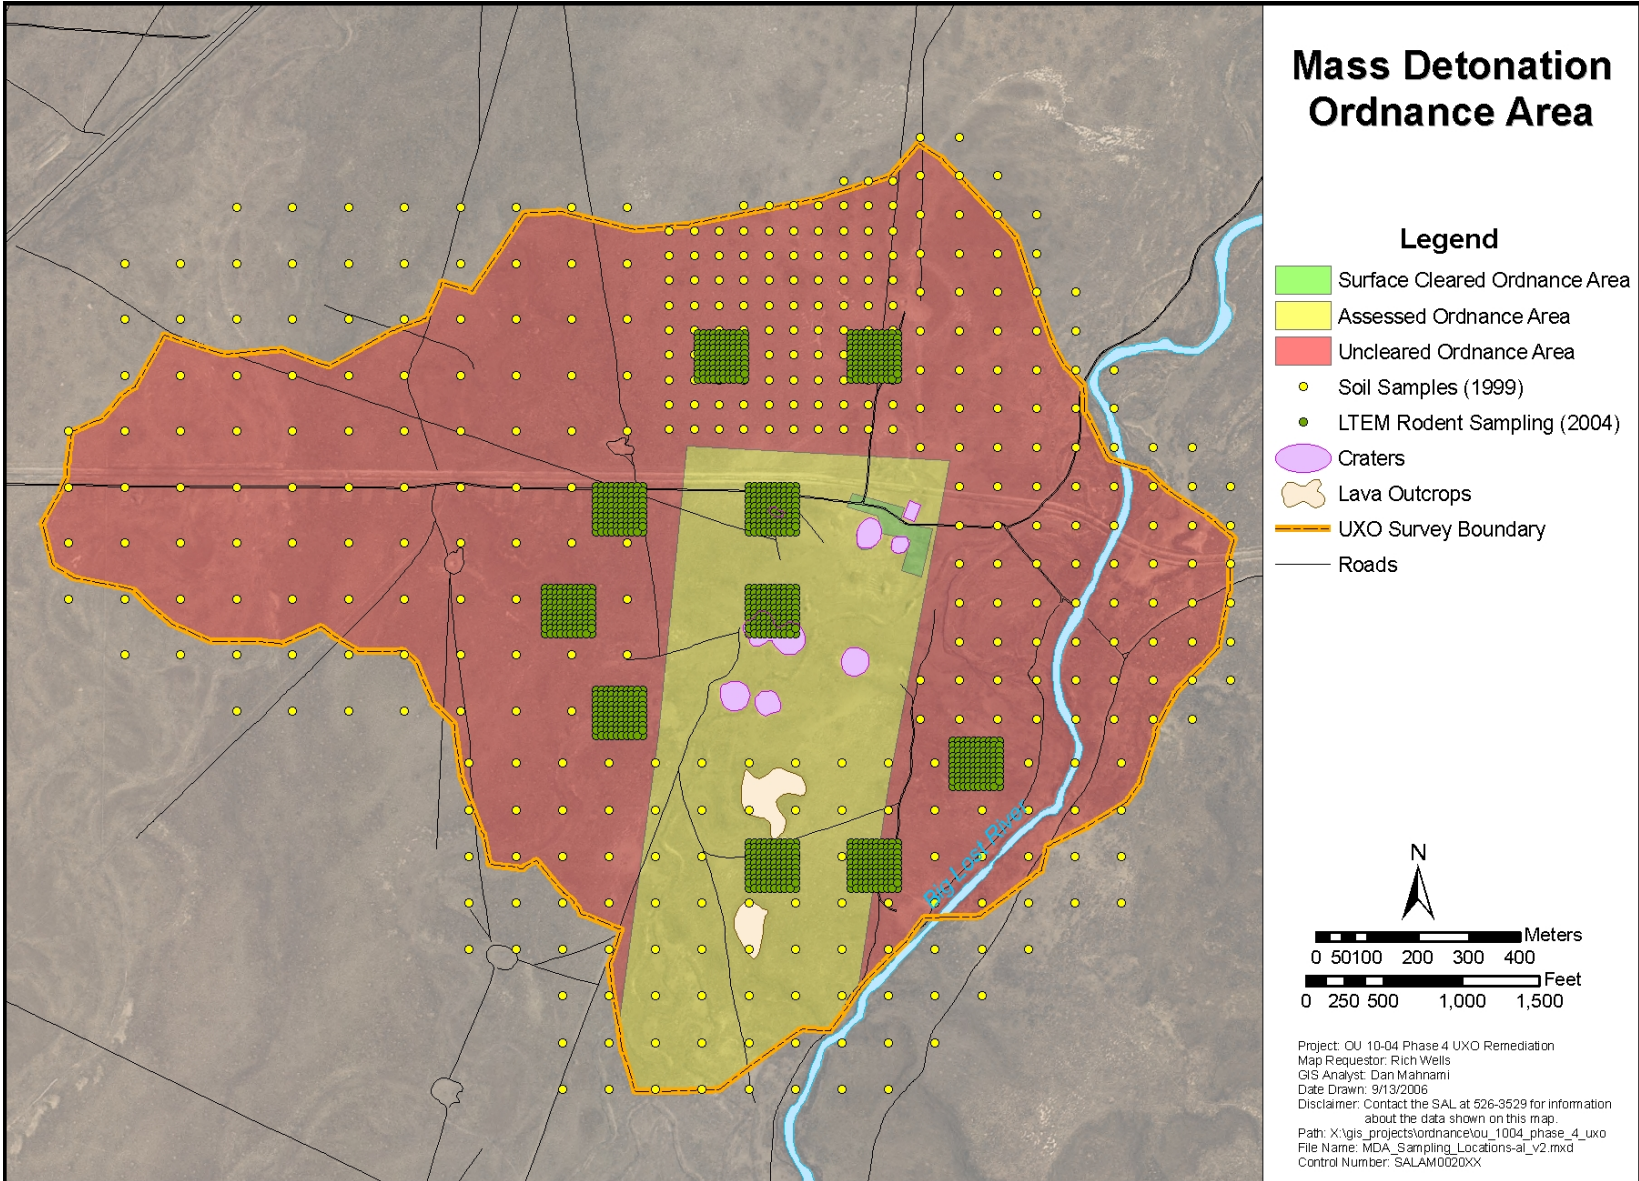 Mass Detonation
Ordnance Area
Legend
Surface Cleared Ordnance Area
Assessed Ordnance Area
Uncleared Ordnance Area
Soil Samples (1999)
LTEM Rodent Sampling (2004)
Craters
Lava Outcrops
UXO Survey Boundary
Roads
Big Lost River
N
Meters
0 50100 200 300 400
Feet
0 250 500 1,000 1,500
Project: OU 10-04 Phase 4 UXO Remediation
Map Requestor: Rich Wells
GIS Analyst: Dan Mahnami
Date Drawn: 9/13/2006
Disclaimer: Contact the SAL at 526-3529 for information
about the data shown on this map.
Path: X:\gis_projects\ordnance\ou_1004_phase_4_uxo
File Name: MDA_Sampling_Locations-al_v2.mxd
Control Number: SALAM0020XX